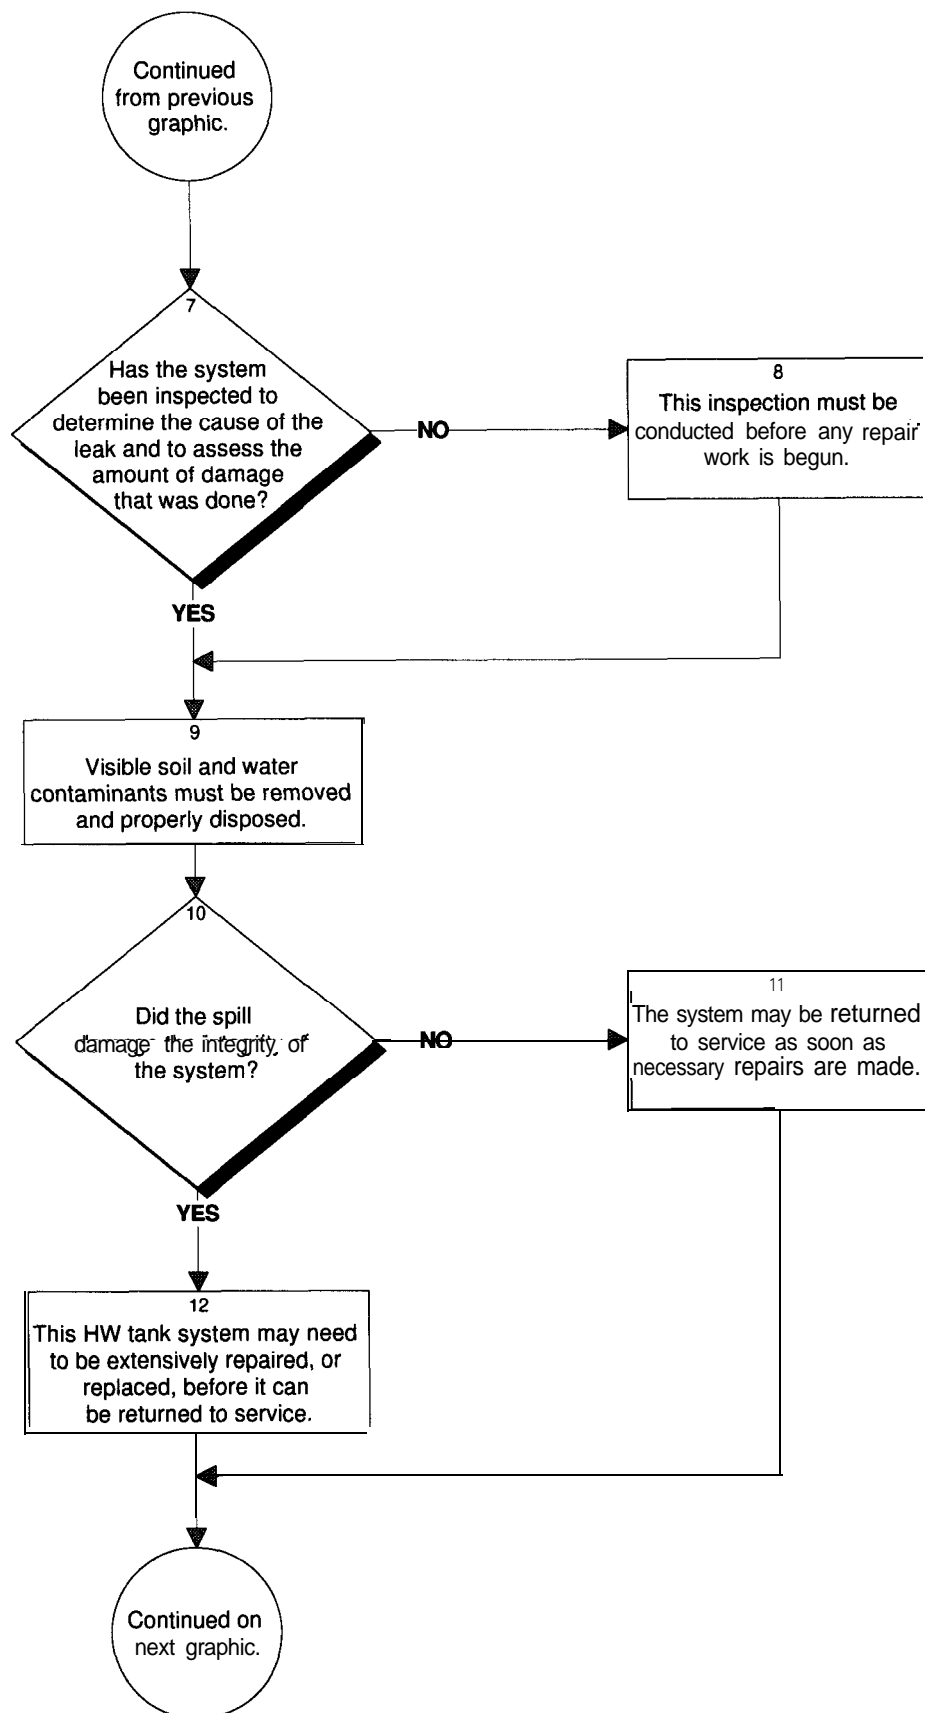 Continued
from previous
graphic.
7
Has the system
been inspected to
determine the cause of the
leak and to assess the
amount of damage
that was done?
NO
8
This inspection must be
conducted before any repair
work is begun.
YES
9
Visible soil and water
contaminants must be removed
and properly disposed.
10
Did the spill
damage the integrity of
the system?
NO
11
The system may be returned
to service as soon as
necessary repairs are made.
YES
12
This HW tank system may need
to be extensively repaired, or
replaced, before it can
be returned to service.
Continued on
next graphic.